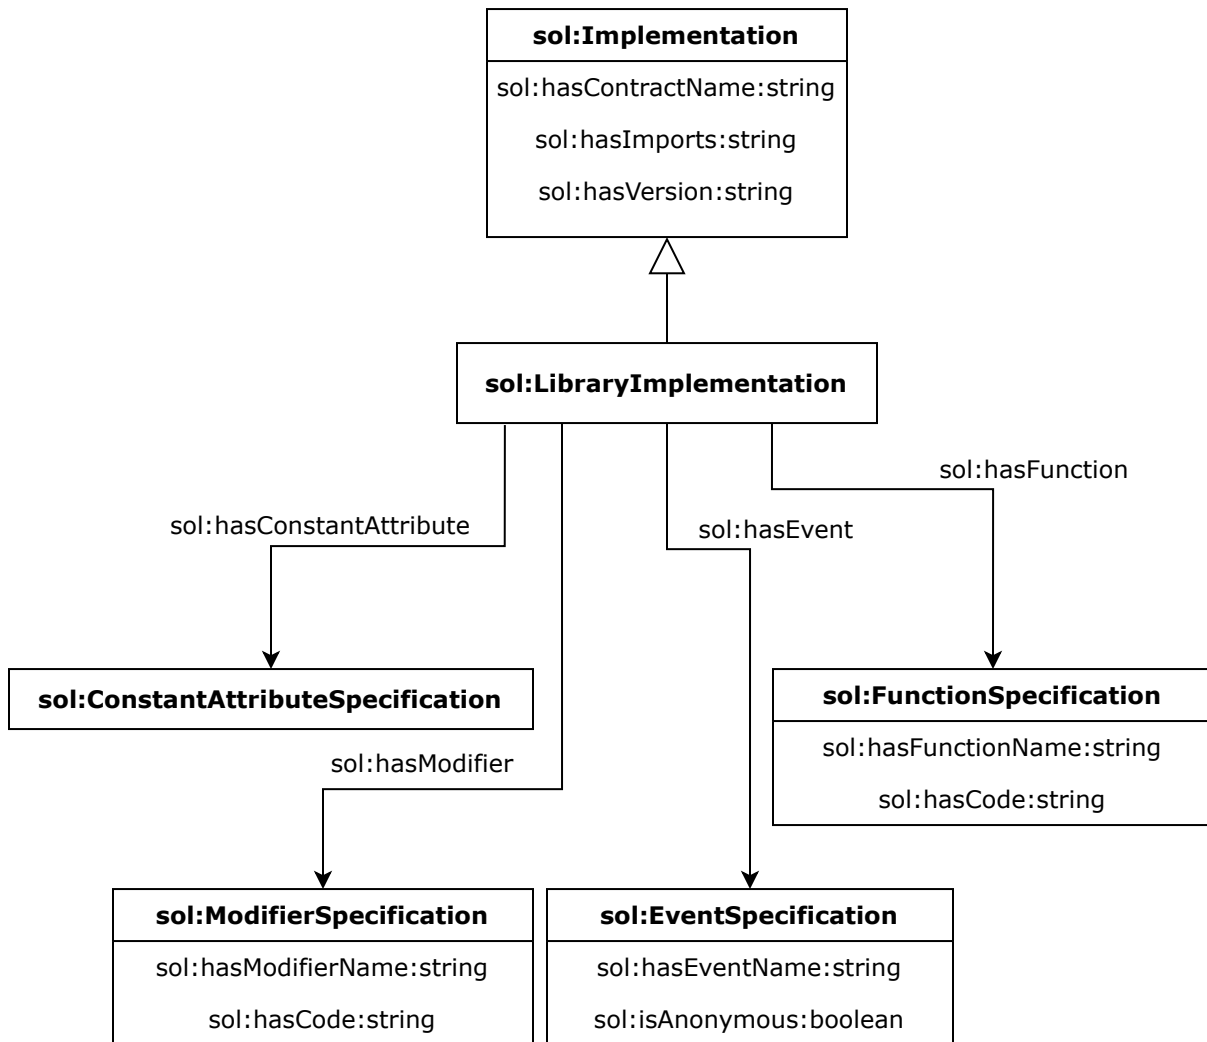 sol:Implementation
sol:hasContractName:string
sol:hasImports:string
sol:hasVersion:string
sol:LibraryImplementation
sol:hasFunction
sol:hasConstantAttribute
sol:hasEvent
sol:ConstantAttributeSpecification
sol:FunctionSpecification
sol:hasFunctionName:string
sol:hasCode:string
sol:hasModifier
sol:ModifierSpecification
sol:hasModifierName:string
sol:hasCode:string
sol:EventSpecification
sol:hasEventName:string
sol:isAnonymous:boolean